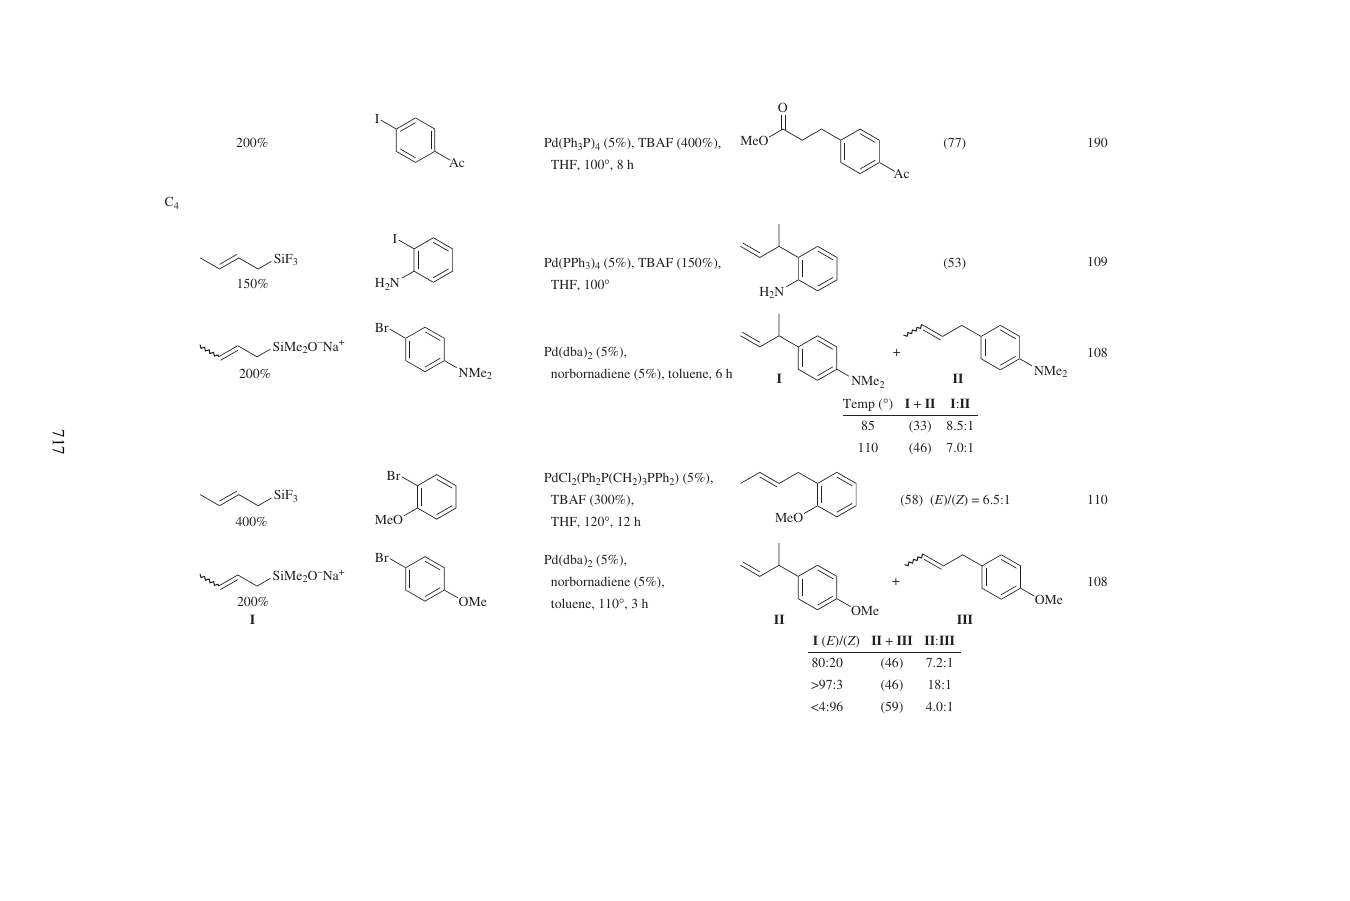 200%
I
Ac
Pd(Ph₃P)₄ (5%), TBAF (400%),
THF, 100°, 8 h
O
MeO
Ac
(77)
190
C₄
SiF₃
150%
I
H₂N
Pd(PPh₃)₄ (5%), TBAF (150%),
THF, 100°
H₂N
(53)
109
SiMe₂O⁻Na⁺
200%
Br
NMe₂
Pd(dba)₂ (5%),
norbornadiene (5%), toluene, 6 h
I
NMe₂
+
II
NMe₂
108
Temp (°) I + II I:II
85 (33) 8.5:1
110 (46) 7.0:1
717
SiF₃
400%
Br
MeO
PdCl₂(Ph₂P(CH₂)₃PPh₂) (5%),
TBAF (300%),
THF, 120°, 12 h
MeO
(58) (E)/(Z) = 6.5:1
110
SiMe₂O⁻Na⁺
200%
I
Br
OMe
Pd(dba)₂ (5%),
norbornadiene (5%),
toluene, 110°, 3 h
OMe
II
+
OMe
III
108
I (E)/(Z) II + III II:III
80:20 (46) 7.2:1
>97:3 (46) 18:1
<4:96 (59) 4.0:1